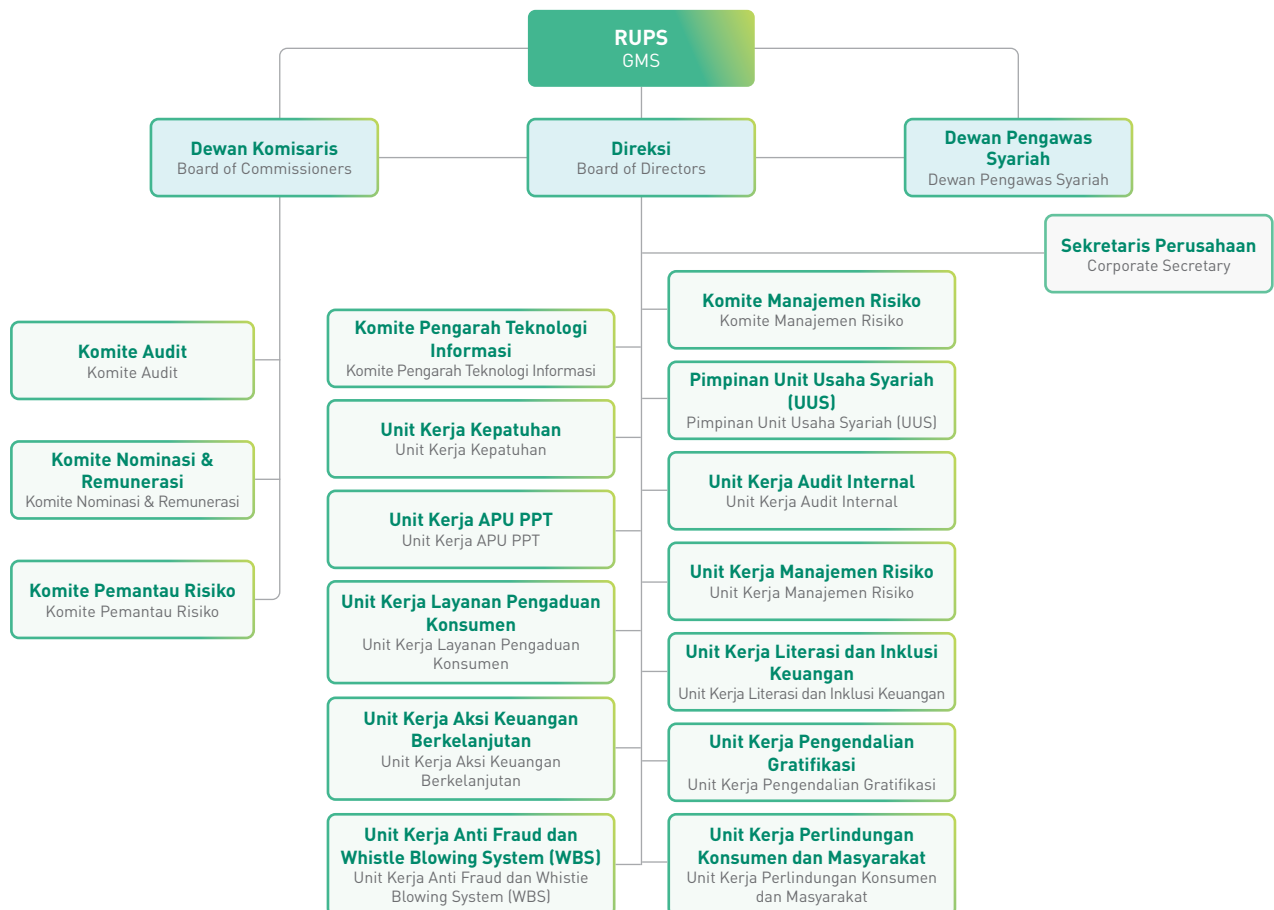 RUPS
GMS
Dewan Komisaris
Board of Commissioners
Direksi
Board of Directors
Dewan Pengawas
Syariah
Dewan Pengawas Syariah
Sekretaris Perusahaan
Corporate Secretary
Komite Audit
Komite Audit
Komite Nominasi &
Remunerasi
Komite Nominasi & Remunerasi
Komite Pemantau Risiko
Komite Pemantau Risiko
Komite Pengarah Teknologi
Informasi
Komite Pengarah Teknologi Informasi
Unit Kerja Kepatuhan
Unit Kerja Kepatuhan
Unit Kerja APU PPT
Unit Kerja APU PPT
Unit Kerja Layanan Pengaduan
Konsumen
Unit Kerja Layanan Pengaduan
Konsumen
Unit Kerja Aksi Keuangan
Berkelanjutan
Unit Kerja Aksi Keuangan
Berkelanjutan
Unit Kerja Anti Fraud dan
Whistle Blowing System (WBS)
Unit Kerja Anti Fraud dan Whistie
Blowing System (WBS)
Komite Manajemen Risiko
Komite Manajemen Risiko
Pimpinan Unit Usaha Syariah
(UUS)
Pimpinan Unit Usaha Syariah (UUS)
Unit Kerja Audit Internal
Unit Kerja Audit Internal
Unit Kerja Manajemen Risiko
Unit Kerja Manajemen Risiko
Unit Kerja Literasi dan Inklusi
Keuangan
Unit Kerja Literasi dan Inklusi Keuangan
Unit Kerja Pengendalian
Gratifikasi
Unit Kerja Pengendalian Gratifikasi
Unit Kerja Perlindungan
Konsumen dan Masyarakat
Unit Kerja Perlindungan Konsumen
dan Masyarakat